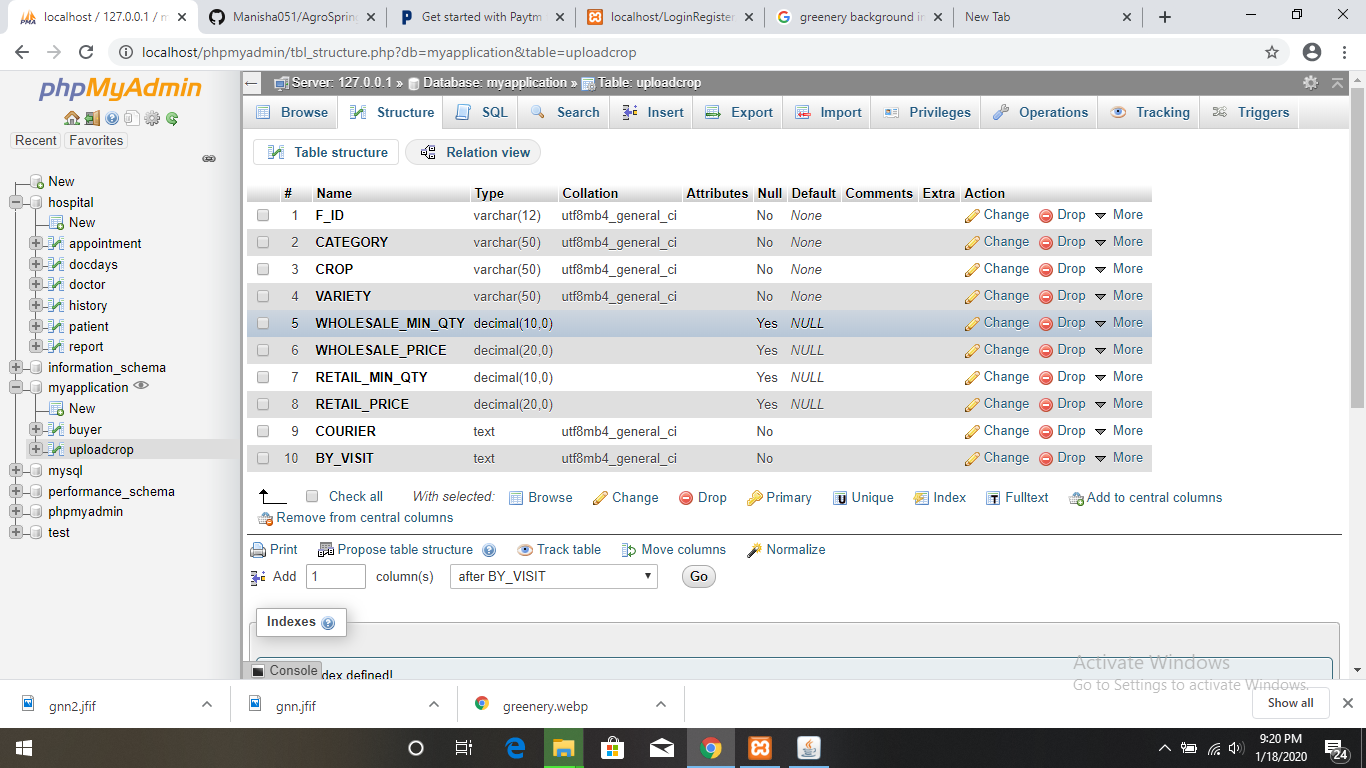 localhost / 127.0.0.1 / m
Manisha051/AgroSpring
Get started with Paytm
localhost/LoginRegister
greenery background in
New Tab
localhost/phpmyadmin/tbl_structure.php?db=myapplication&table=uploadcrop
phpMyAdmin
Recent Favorites
New
hospital
New
appointment
docdays
doctor
history
patient
report
information_schema
myapplication
New
buyer
uploadcrop
mysql
performance_schema
phpmyadmin
test
Server: 127.0.0.1 » Database: myapplication » Table: uploadcrop
Browse Structure SQL Search Insert Export Import Privileges Operations Tracking Triggers
Table structure Relation view
# Name Type Collation Attributes Null Default Comments Extra Action
1 F_ID varchar(12) utf8mb4_general_ci No None Change Drop More
2 CATEGORY varchar(50) utf8mb4_general_ci No None Change Drop More
3 CROP varchar(50) utf8mb4_general_ci No None Change Drop More
4 VARIETY varchar(50) utf8mb4_general_ci No None Change Drop More
5 WHOLESALE_MIN_QTY decimal(10,0) Yes NULL Change Drop More
6 WHOLESALE_PRICE decimal(20,0) Yes NULL Change Drop More
7 RETAIL_MIN_QTY decimal(10,0) Yes NULL Change Drop More
8 RETAIL_PRICE decimal(20,0) Yes NULL Change Drop More
9 COURIER text utf8mb4_general_ci No Change Drop More
10 BY_VISIT text utf8mb4_general_ci No Change Drop More
Check all With selected: Browse Change Drop Primary Unique Index Fulltext Add to central columns
Remove from central columns
Print Propose table structure Track table Move columns Normalize
Add 1 column(s) after BY_VISIT Go
Indexes
Console
dex defined!
Activate Windows
Go to Settings to activate Windows.
gnn2.jfif
gnn.jfif
greenery.webp
Show all
9:20 PM
1/18/2020
24